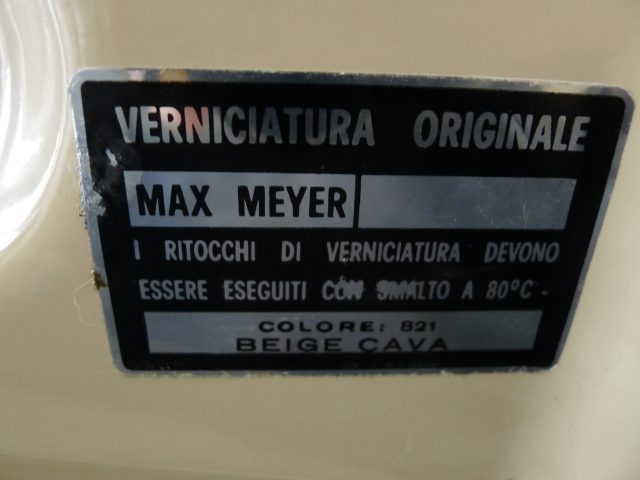 VERNICIATURA ORIGINALE
MAX MEYER
I RITOCCHI DI VERNICIATURA DEVONO
ESSERE ESEGUITI CON SMALTO A 80°C -
COLORE: 821
BEIGE CAVA